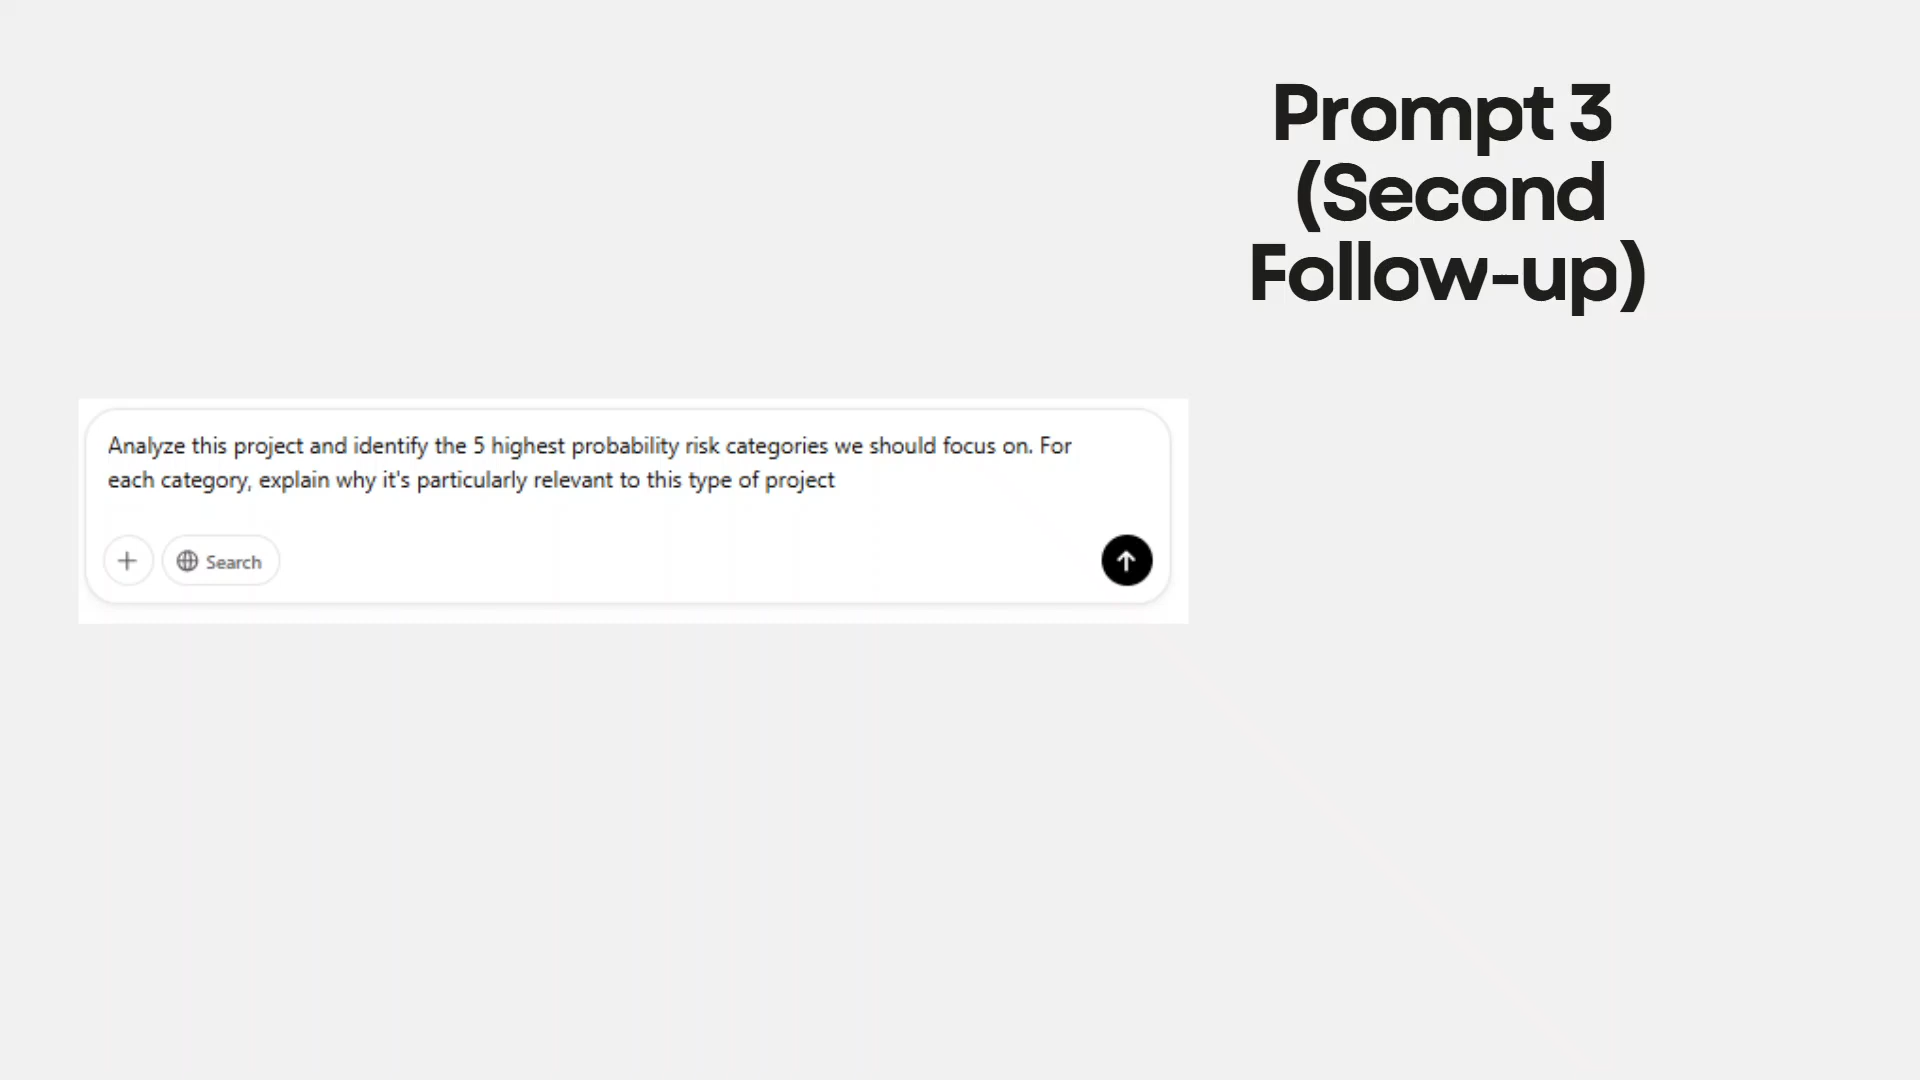 Prompt 3
(Second
Follow-up)
Analyze this project and identify the 5 highest probability risk categories we should focus on. For
each category, explain why it's particularly relevant to this type of project
Search